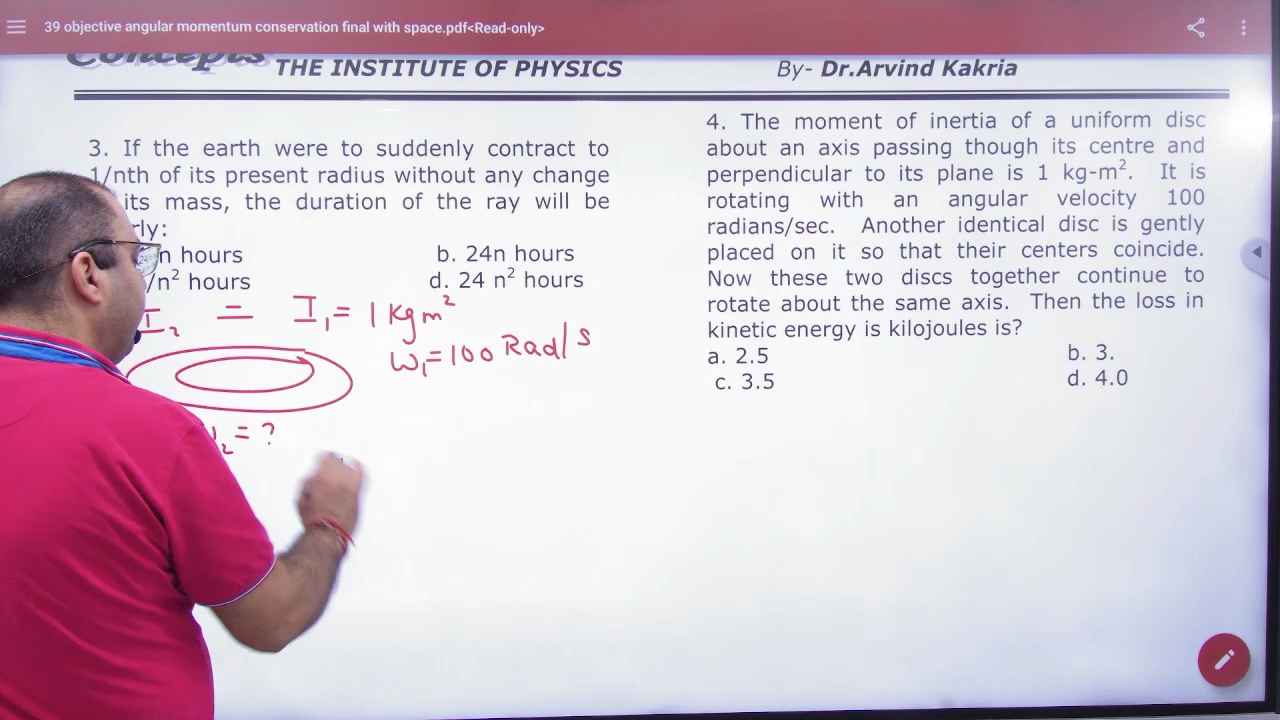 39 objective angular momentum conservation final with space.pdf<Read-only>
Concepts THE INSTITUTE OF PHYSICS By- Dr.Arvind Kakria
3. If the earth were to suddenly contract to
1/nth of its present radius without any change
its mass, the duration of the ray will be
rly:
n hours b. 24n hours
/n² hours d. 24 n² hours
I₂ = I₁ = 1 Kgm²
ω₁=100 Rad/s
₂ = ?
4. The moment of inertia of a uniform disc
about an axis passing though its centre and
perpendicular to its plane is 1 kg-m². It is
rotating with an angular velocity 100
radians/sec. Another identical disc is gently
placed on it so that their centers coincide.
Now these two discs together continue to
rotate about the same axis. Then the loss in
kinetic energy is kilojoules is?
a. 2.5 b. 3.
c. 3.5 d. 4.0